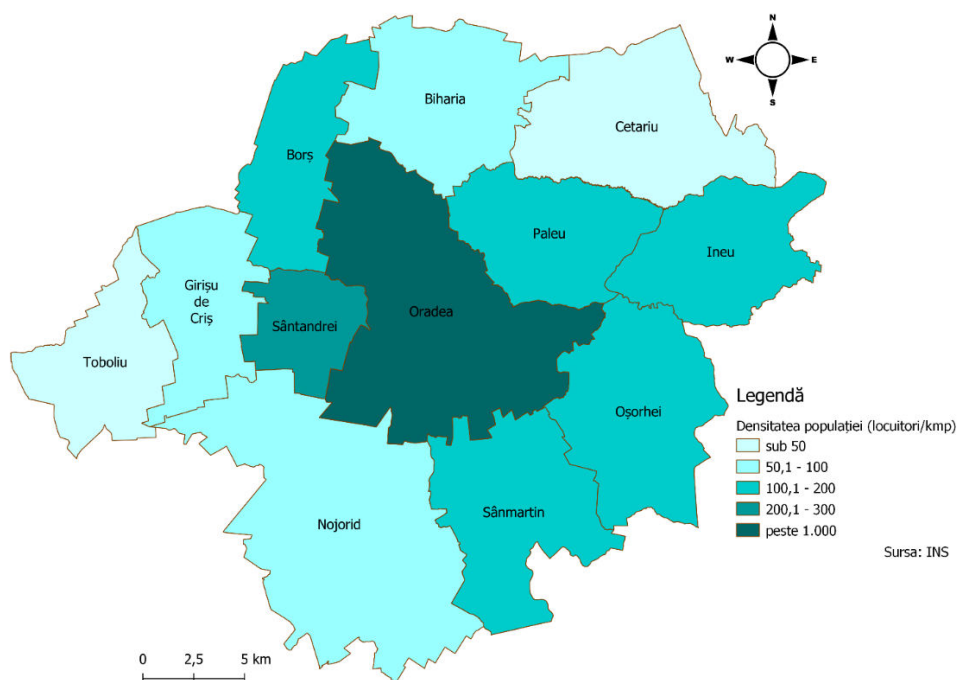 N
W
E
S
Biharia
Cetariu
Borș
Paleu
Ineu
Girișu
de
Criș
Sântandrei
Oradea
Toboliu
Oșorhei
Nojorid
Sânmartin
Legendă
Densitatea populației (locuitori/kmp)
sub 50
50,1 - 100
100,1 - 200
200,1 - 300
peste 1.000
Sursa: INS
0 2,5 5 km